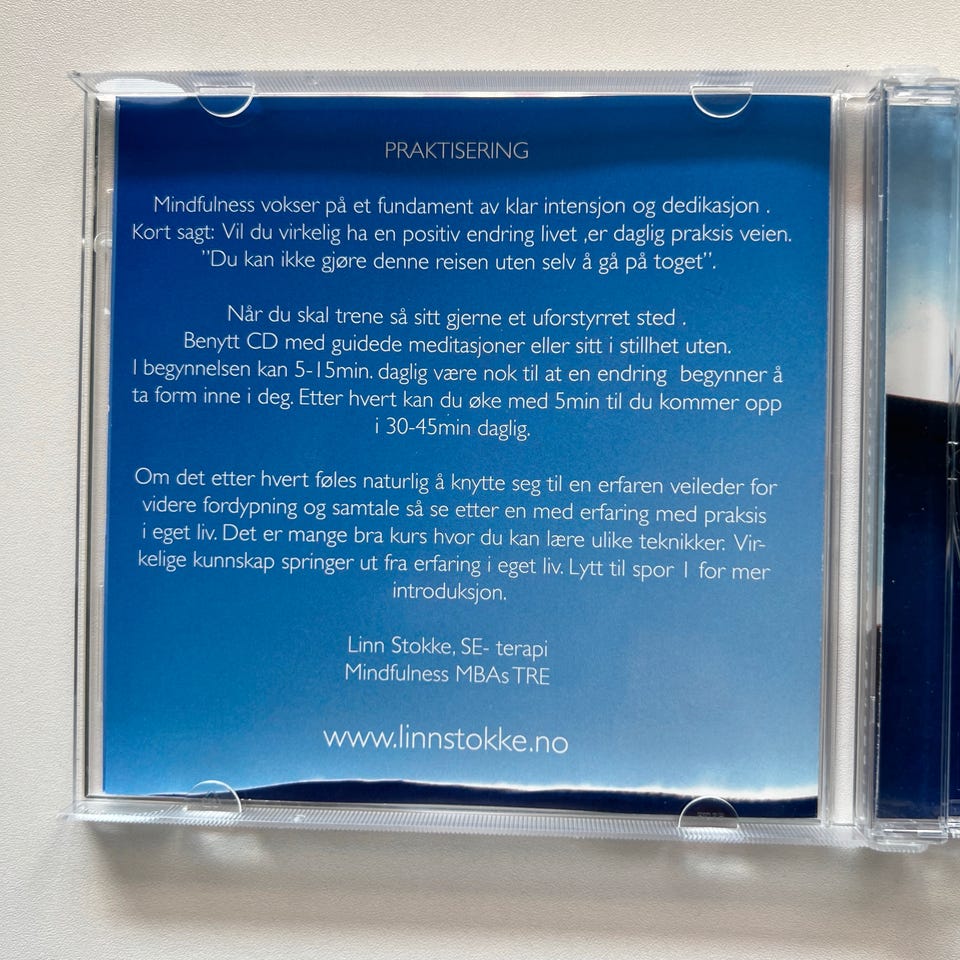 PRAKTISERING
Mindfulness vokser på et fundament av klar intensjon og dedikasjon .
Kort sagt: Vil du virkelig ha en positiv endring livet ,er daglig praksis veien.
"Du kan ikke gjøre denne reisen uten selv å gå på toget".
Når du skal trene så sitt gjerne et uforstyrret sted .
Benytt CD med guidede meditasjoner eller sitt i stillhet uten.
I begynnelsen kan 5-15min. daglig være nok til at en endring  begynner å
ta form inne i deg. Etter hvert kan du øke med 5min til du kommer opp
i 30-45min daglig.
Om det etter hvert føles naturlig å knytte seg til en erfaren veileder for
videre fordypning og samtale så se etter en med erfaring med praksis
i eget liv. Det er mange bra kurs hvor du kan lære ulike teknikker.  Vir-
kelige kunnskap springer ut fra erfaring i eget liv. Lytt til spor 1 for mer
introduksjon.
Linn Stokke, SE- terapi
Mindfulness MBAs TRE
www.linnstokke.no